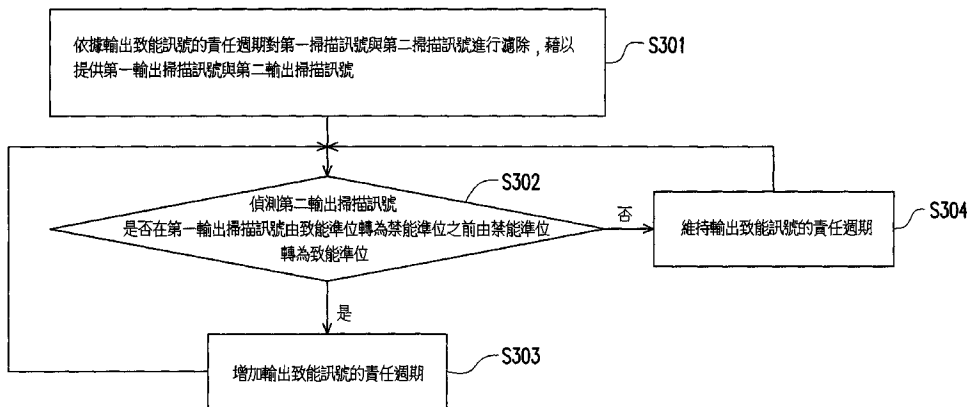 依據輸出致能訊號的責任週期對第一掃描訊號與第二掃描訊號進行濾除，藉以
提供第一輸出掃描訊號與第二輸出掃描訊號
S301
S302
偵測第二輸出掃描訊號
是否在第一輸出掃描訊號由致能準位轉為禁能準位之前由禁能準位
轉為致能準位
否
維持輸出致能訊號的責任週期
S304
是
增加輸出致能訊號的責任週期
S303